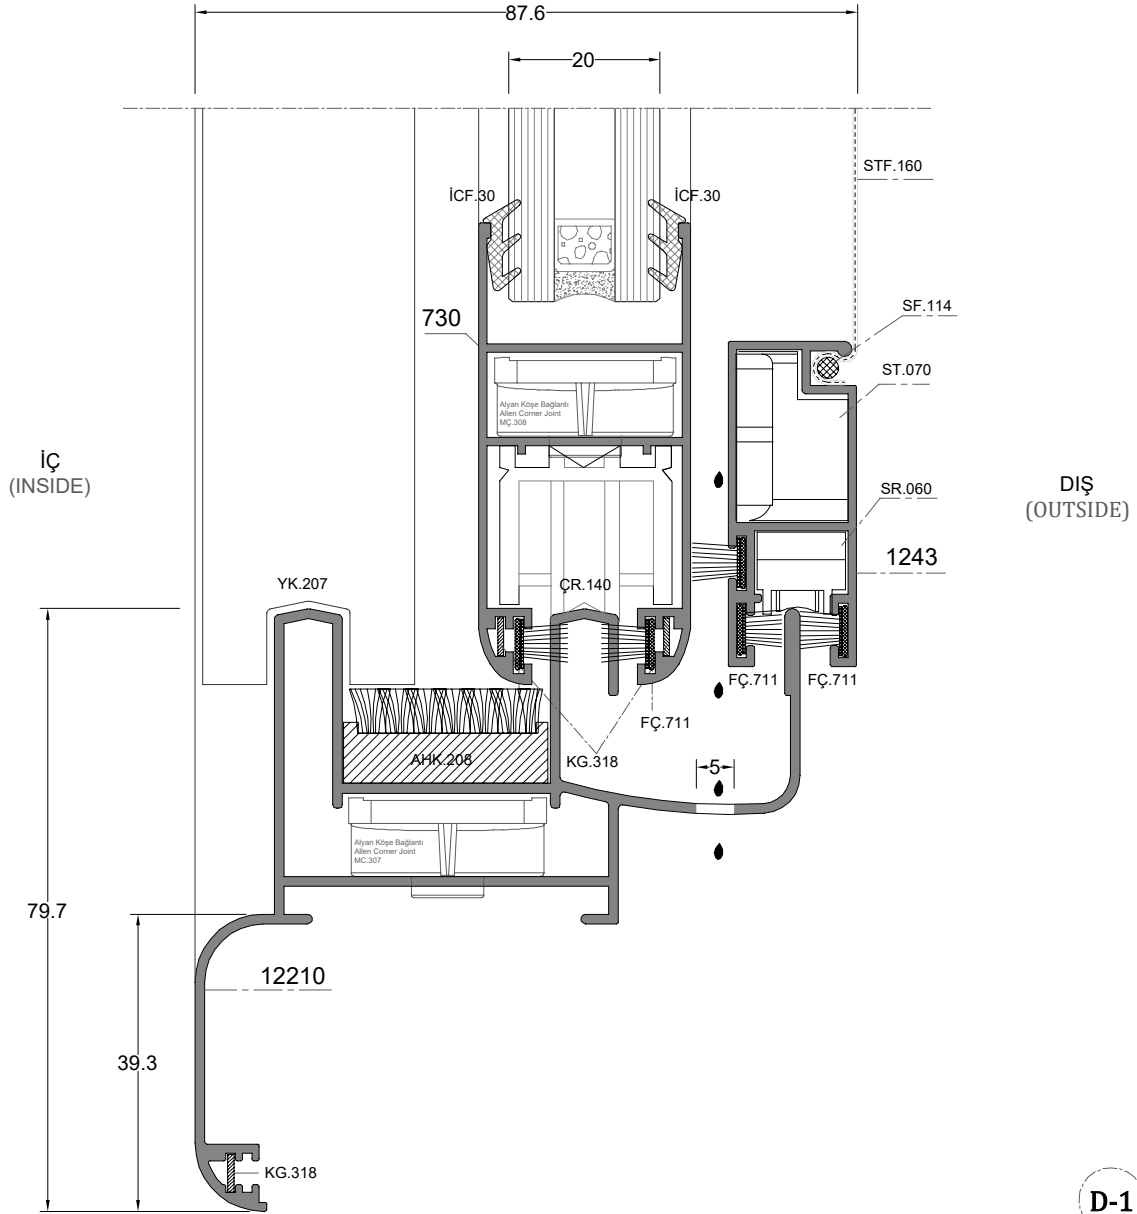 87.6
20
STF.160
İCF.30
İCF.30
SF.114
730
ST.070
Alyan Köşe Bağlantı
Allen Corner Joint
MÇ.308
İÇ
(INSIDE)
DIŞ
(OUTSIDE)
SR.060
1243
YK.207
ÇR.140
FÇ.711
FÇ.711
FÇ.711
AHK.208
KG.318
5
Alyan Köşe Bağlantı
Allen Corner Joint
MC.307
79.7
12210
39.3
KG.318
D-1